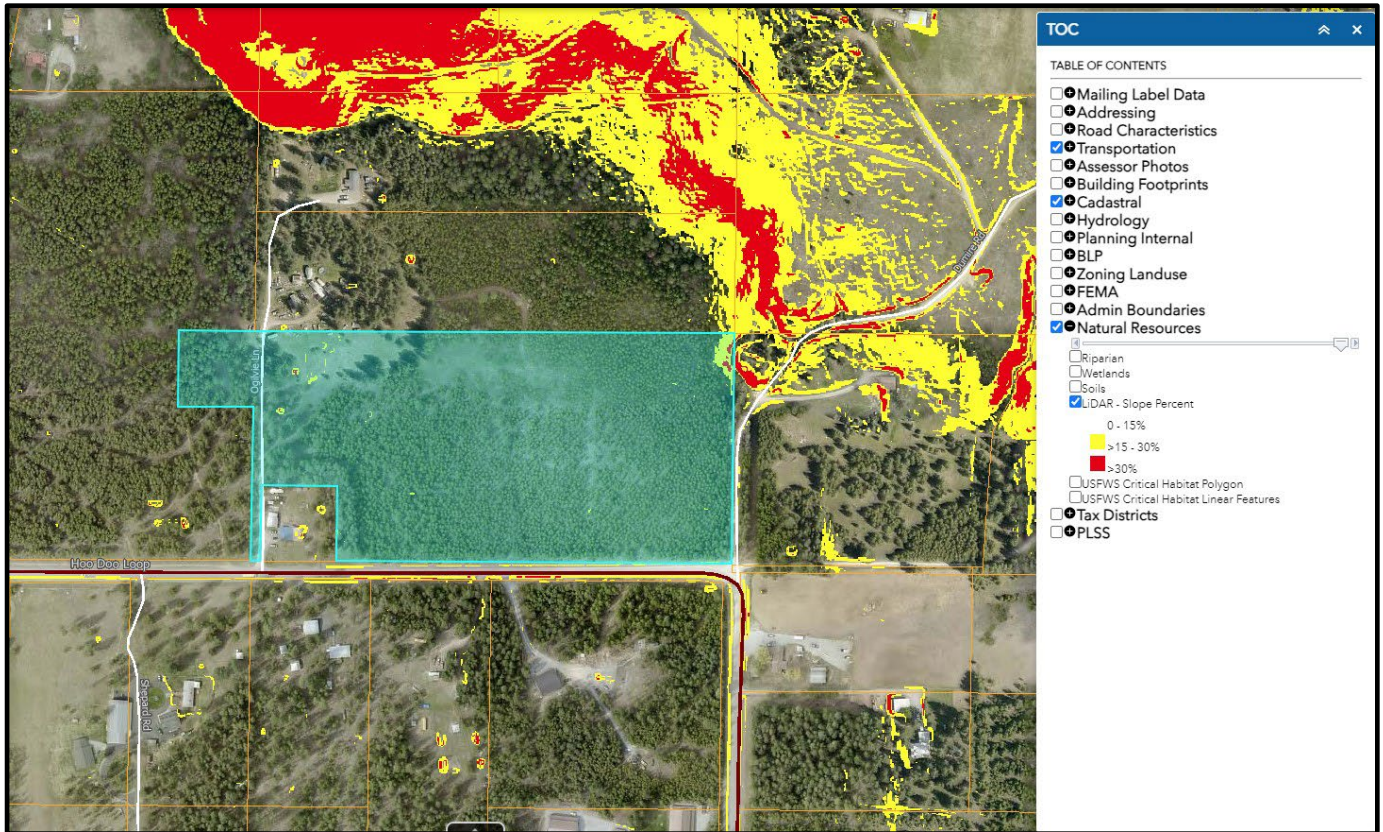 TOC
TABLE OF CONTENTS
Mailing Label Data
Addressing
Road Characteristics
Transportation
Assessor Photos
Building Footprints
Cadastral
Hydrology
Planning Internal
BLP
Zoning Landuse
FEMA
Admin Boundaries
Natural Resources
Riparian
Wetlands
Soils
LiDAR - Slope Percent
0 - 15%
>15 - 30%
>30%
USFWS Critical Habitat Polygon
USFWS Critical Habitat Linear Features
Tax Districts
PLSS
Ogilvie Ln
Hoo Doo Loop
Shepard Rd